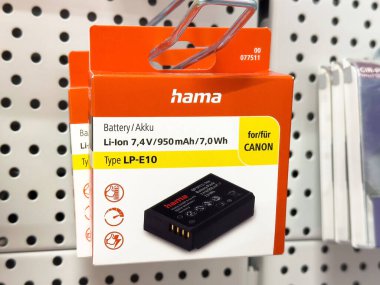 00
077511
hama
Battery/Akku
Li-Ion 7,4V/950mAh/7,0Wh
Type LP-E10
for/für
CANON
hama